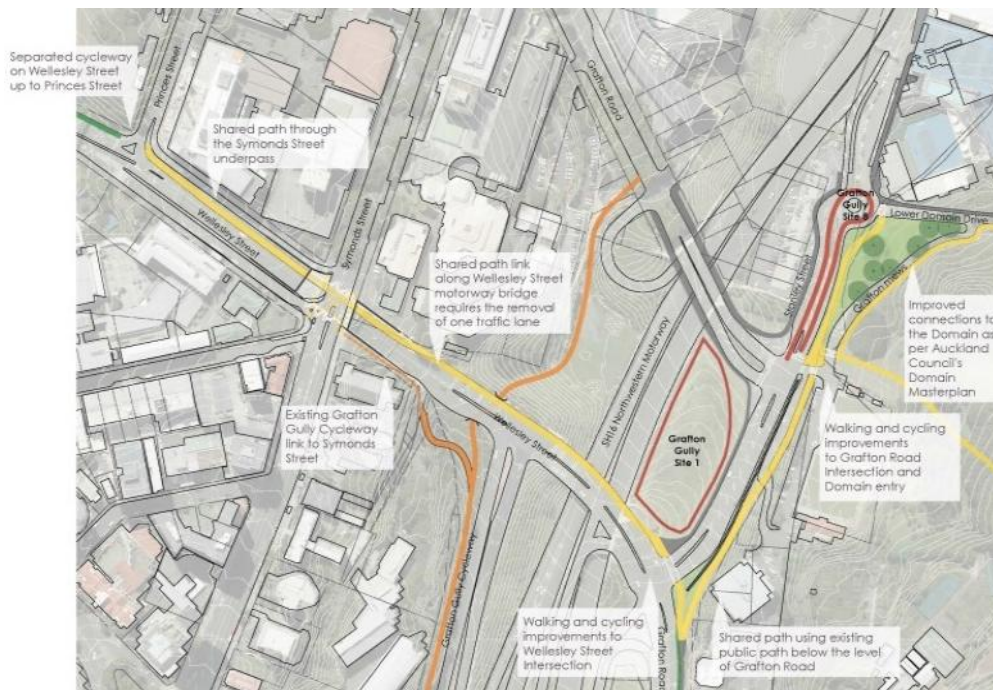 Separated cycleway
on Wellesley Street
up to Princes Street
Princes Street
Shared path through
the Symonds Street
underpass
Grafton Road
Wellesley Street
Symonds Street
Shared path link
along Wellesley Street
motorway bridge
requires the removal
of one traffic lane
Grafton
Gully
Site 8
Lower Domain Drive
Stanley Street
Grafton Mews
Improved
connections to
the Domain as
per Auckland
Council's
Domain
Masterplan
SH16 Northwestern Motorway
Existing Grafton
Gully Cycleway
link to Symonds
Street
Wellesley Street
Grafton
Gully
Site 1
Walking and cycling
improvements
to Grafton Road
Intersection and
Domain entry
Grafton Gully Cycleway
Walking and cycling
improvements to
Wellesley Street
Intersection
Grafton Road
Shared path using existing
public path below the level
of Grafton Road